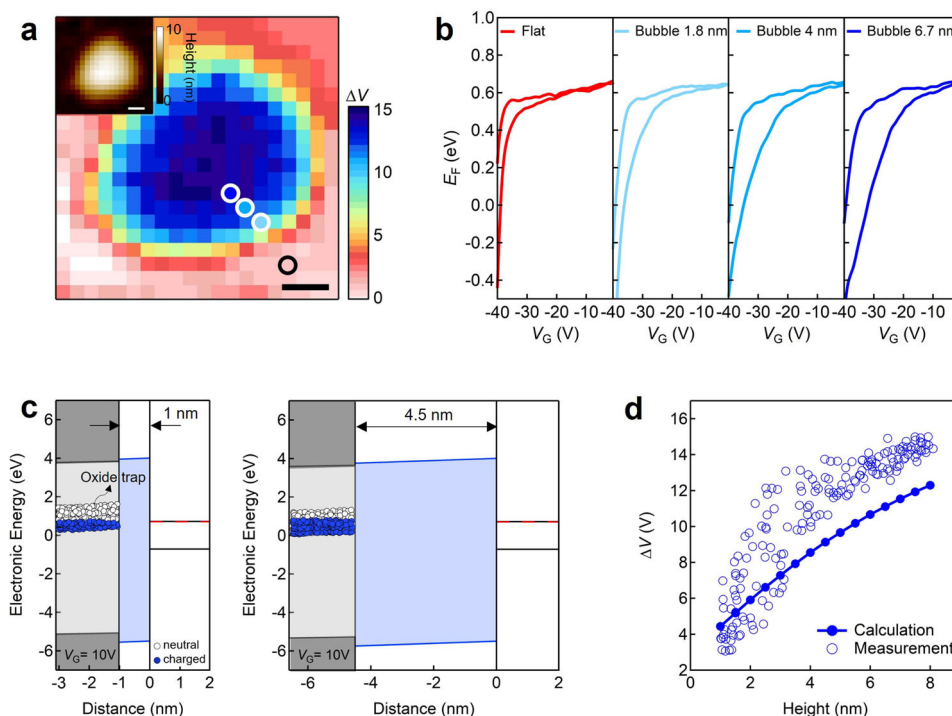 a
10
Height (nm)
0
ΔV
15
10
5
0
b
Flat
Bubble 1.8 nm
Bubble 4 nm
Bubble 6.7 nm
E_F (eV)
1.0
0.8
0.6
0.4
0.2
0.0
-0.2
-0.4
-40 -30 -20 -10 -40 -30 -20 -10 -40 -30 -20 -10 -40 -30 -20 -10
V_G (V) V_G (V) V_G (V) V_G (V)
c
Electronic Energy (eV)
6
4
2
0
-2
-4
-6
1 nm
Oxide trap
V_G= 10V
neutral
charged
-3 -2 -1 0 1 2
Distance (nm)
Electronic Energy (eV)
6
4
2
0
-2
-4
-6
4.5 nm
V_G= 10V
-6 -4 -2 0 2
Distance (nm)
d
ΔV (V)
16
14
12
10
8
6
4
2
Calculation
Measurement
0 2 4 6 8
Height (nm)